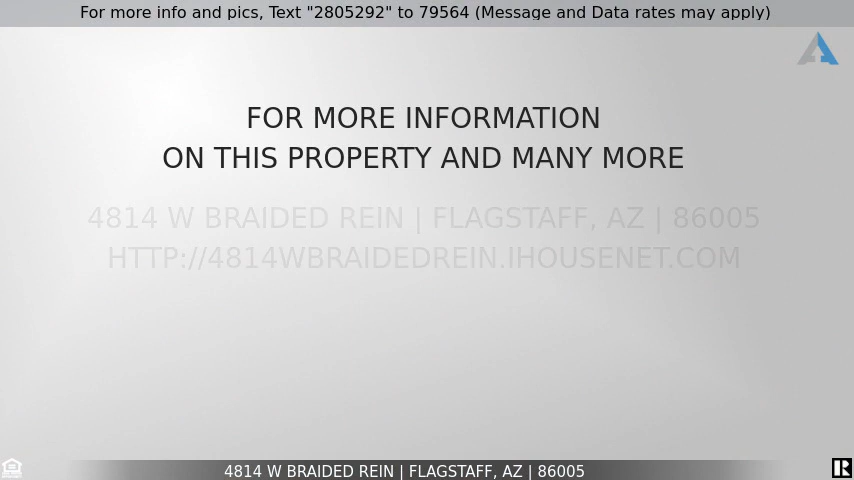 For more info and pics, Text "2805292" to 79564 (Message and Data rates may apply)
FOR MORE INFORMATION
ON THIS PROPERTY AND MANY MORE
4814 W BRAIDED REIN | FLAGSTAFF, AZ | 86005
HTTP://4814WBRAIDEDREIN.IHOUSENET.COM
4814 W BRAIDED REIN | FLAGSTAFF, AZ | 86005